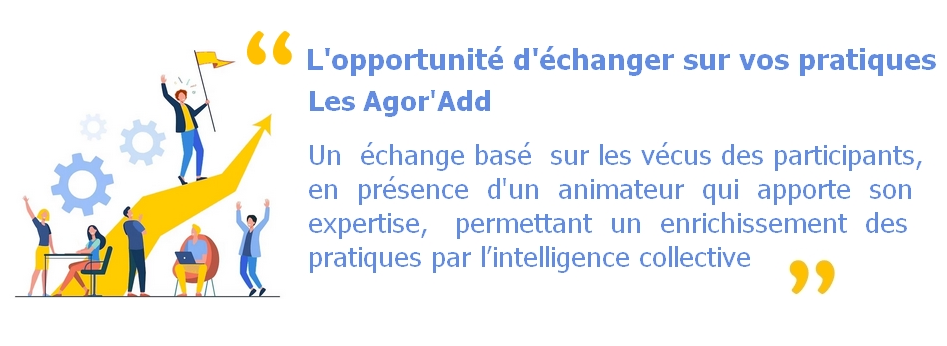 “
L'opportunité d'échanger sur vos pratiques
Les Agor'Add
Un échange basé sur les vécus des participants,
en présence d'un animateur qui apporte son
expertise, permettant un enrichissement des
pratiques par l’intelligence collective
”